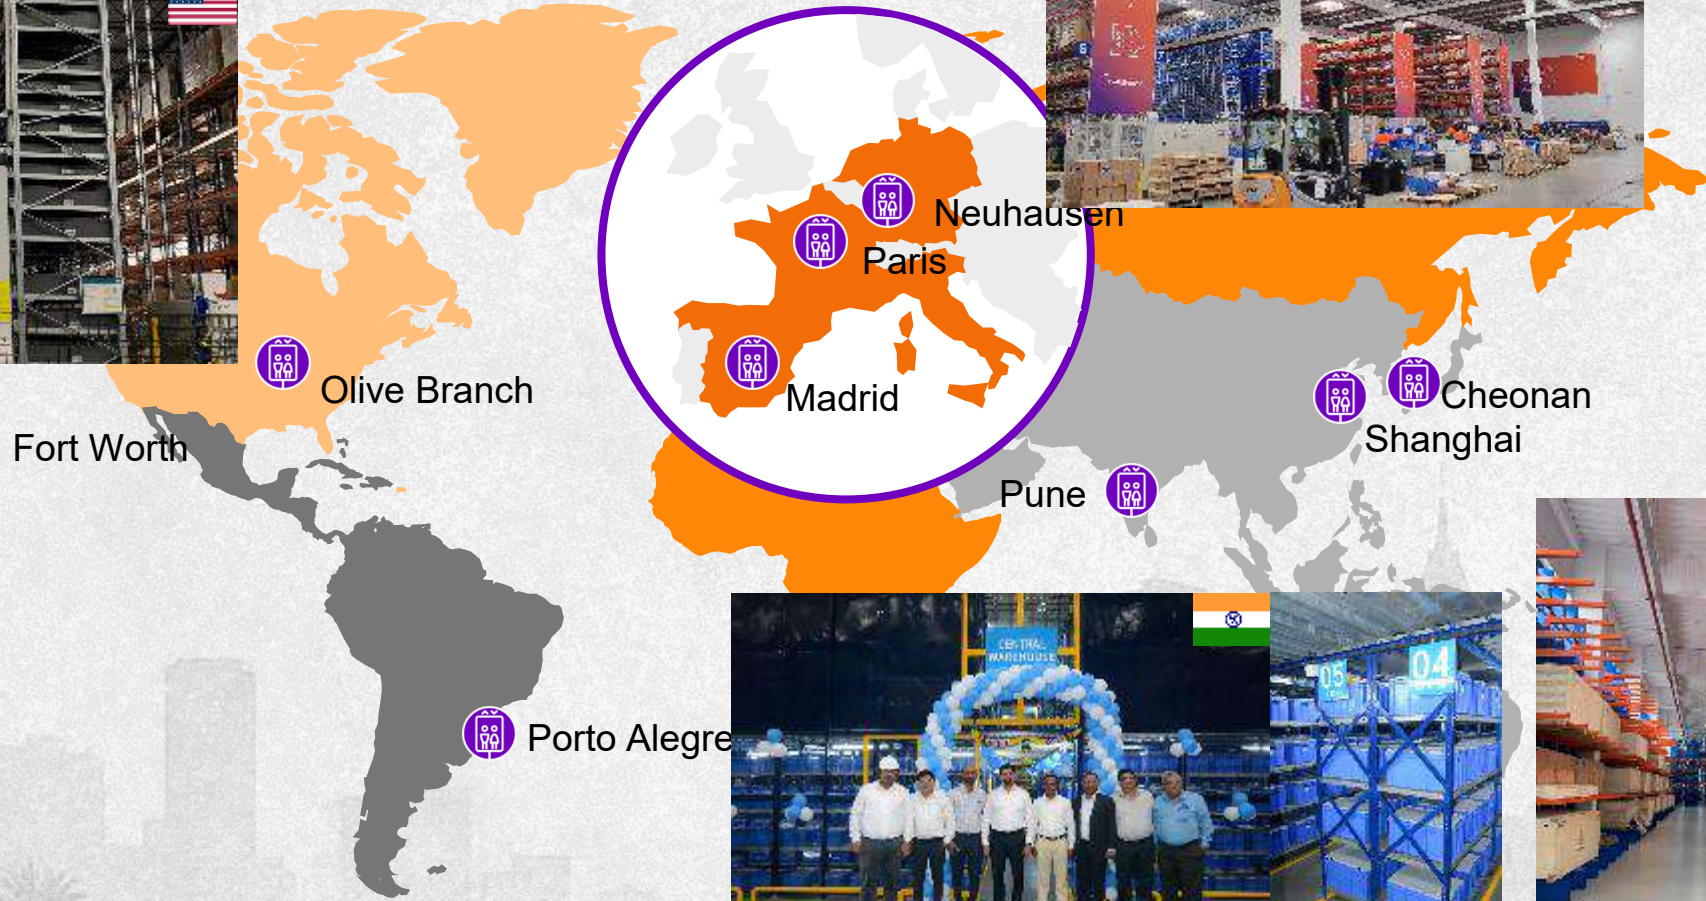 Neuhausen
Paris
Olive Branch
Madrid
Cheonan
Fort Worth
Shanghai
Pune
CENTRAL
WAREHOUSE
05
04
Porto Alegre